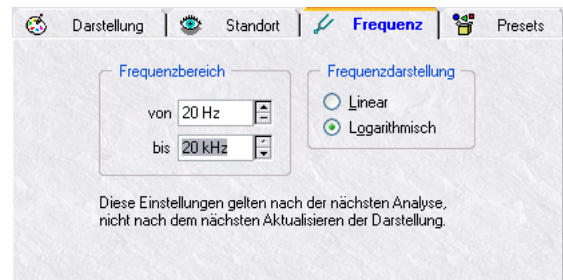 Darstellung Standort Frequenz Presets
Frequenzbereich
von 20 Hz
bis 20 kHz
Frequenzdarstellung
Linear
Logarithmisch
Diese Einstellungen gelten nach der nächsten Analyse,
nicht nach dem nächsten Aktualisieren der Darstellung.